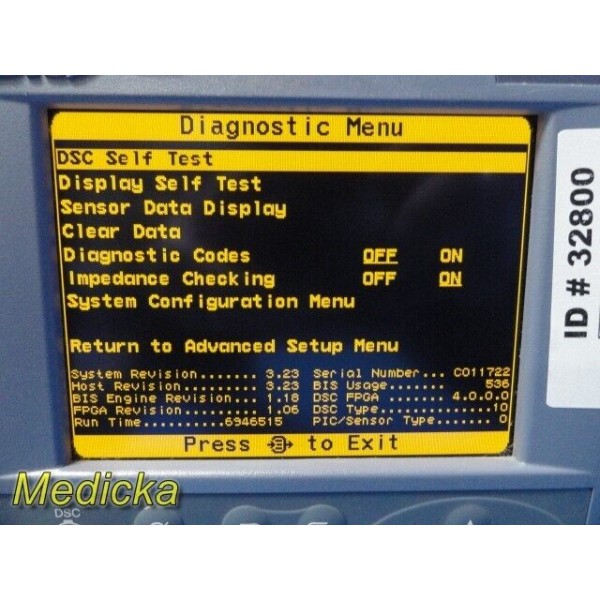 Diagnostic Menu
DSC Self Test
Display Self Test
Sensor Data Display
Clear Data
Diagnostic Codes OFF ON
Impedance Checking OFF ON
System Configuration Menu
Return to Advanced Setup Menu
System Revision........ 3.23 Serial Number... CO11722
Host Revision.......... 3.23 BIS Usage....... 536
BIS Engine Revision... 1.18 DSC FPGA .... 4.0.0.0
FPGA Revision......... 1.06 DSC Type..........10
Run Time..........6946515 PIC/Sensor Type... 0
Press to Exit
ID # 32800
Medicka
DSC